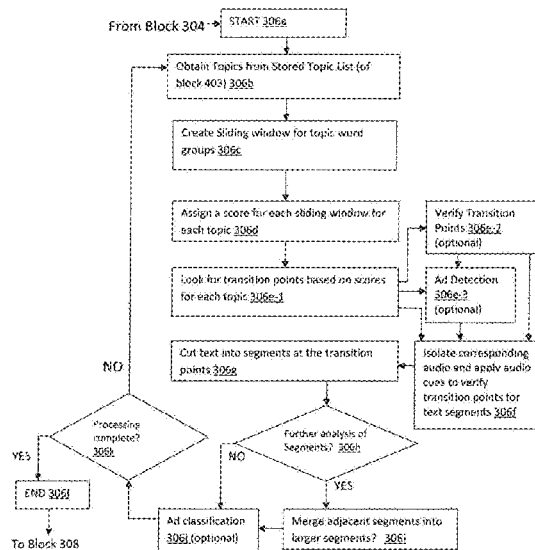 From Block 304
START 306a
Obtain Topics from Stored Topic List (of
block 403) 306b
Create Sliding window for topic word
groups 306c
Assign a score for each sliding window for
each topic 306d
Verify Transition
Points 306e-2
(optional)
Look for transition points based on scores
for each topic 306e-1
Ad Detection
306e-3
(optional)
Cut text into segments at the transition
points 306g
Isolate corresponding
audio and apply audio
cues to verify
transition points for
text segments 306f
NO
Processing
complete? 306k
Further analysis of
Segments? 306h
YES
NO
YES
END 306l
Ad classification
306j (optional)
Merge adjacent segments into
larger segments? 306i
To Block 308